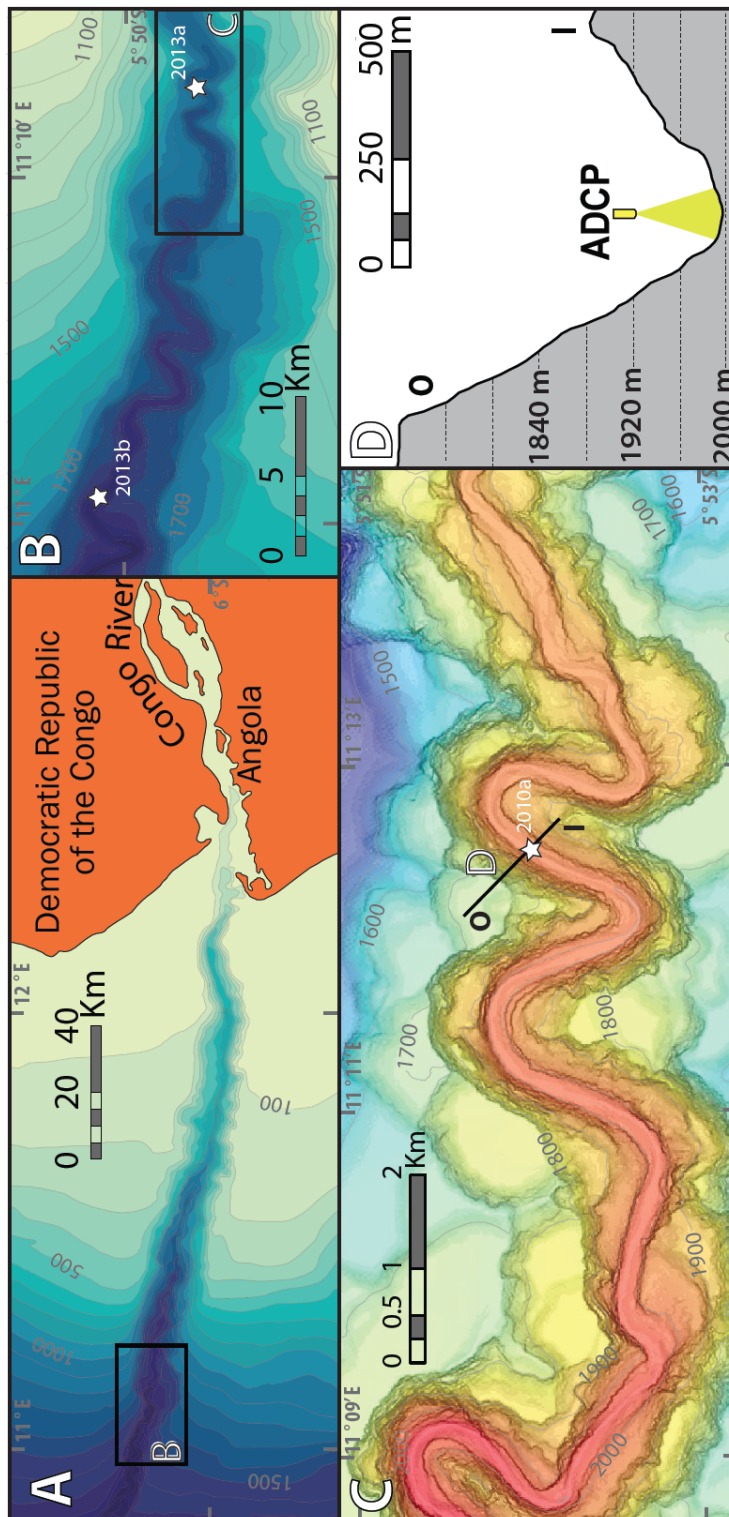 A
Democratic Republic
of the Congo
Congo River
Angola
12°E
11°E
6°S
0 20 40
Km
100
500
1000
1500
B
B
11°10′E
11°E
5°50′S
1100
1100
1500
1500
1700
1700
2013a
2013b
C
0 5 10
Km
C
11°09′E
11°11′E
11°13′E
5°51′S
5°53′S
0 0.5 1 2
Km
1500
1600
1600
1700
1700
1800
1800
1900
1900
2000
2010a
D
O
I
D
0 250 500
m
ADCP
O
I
1840 m
1920 m
2000 m